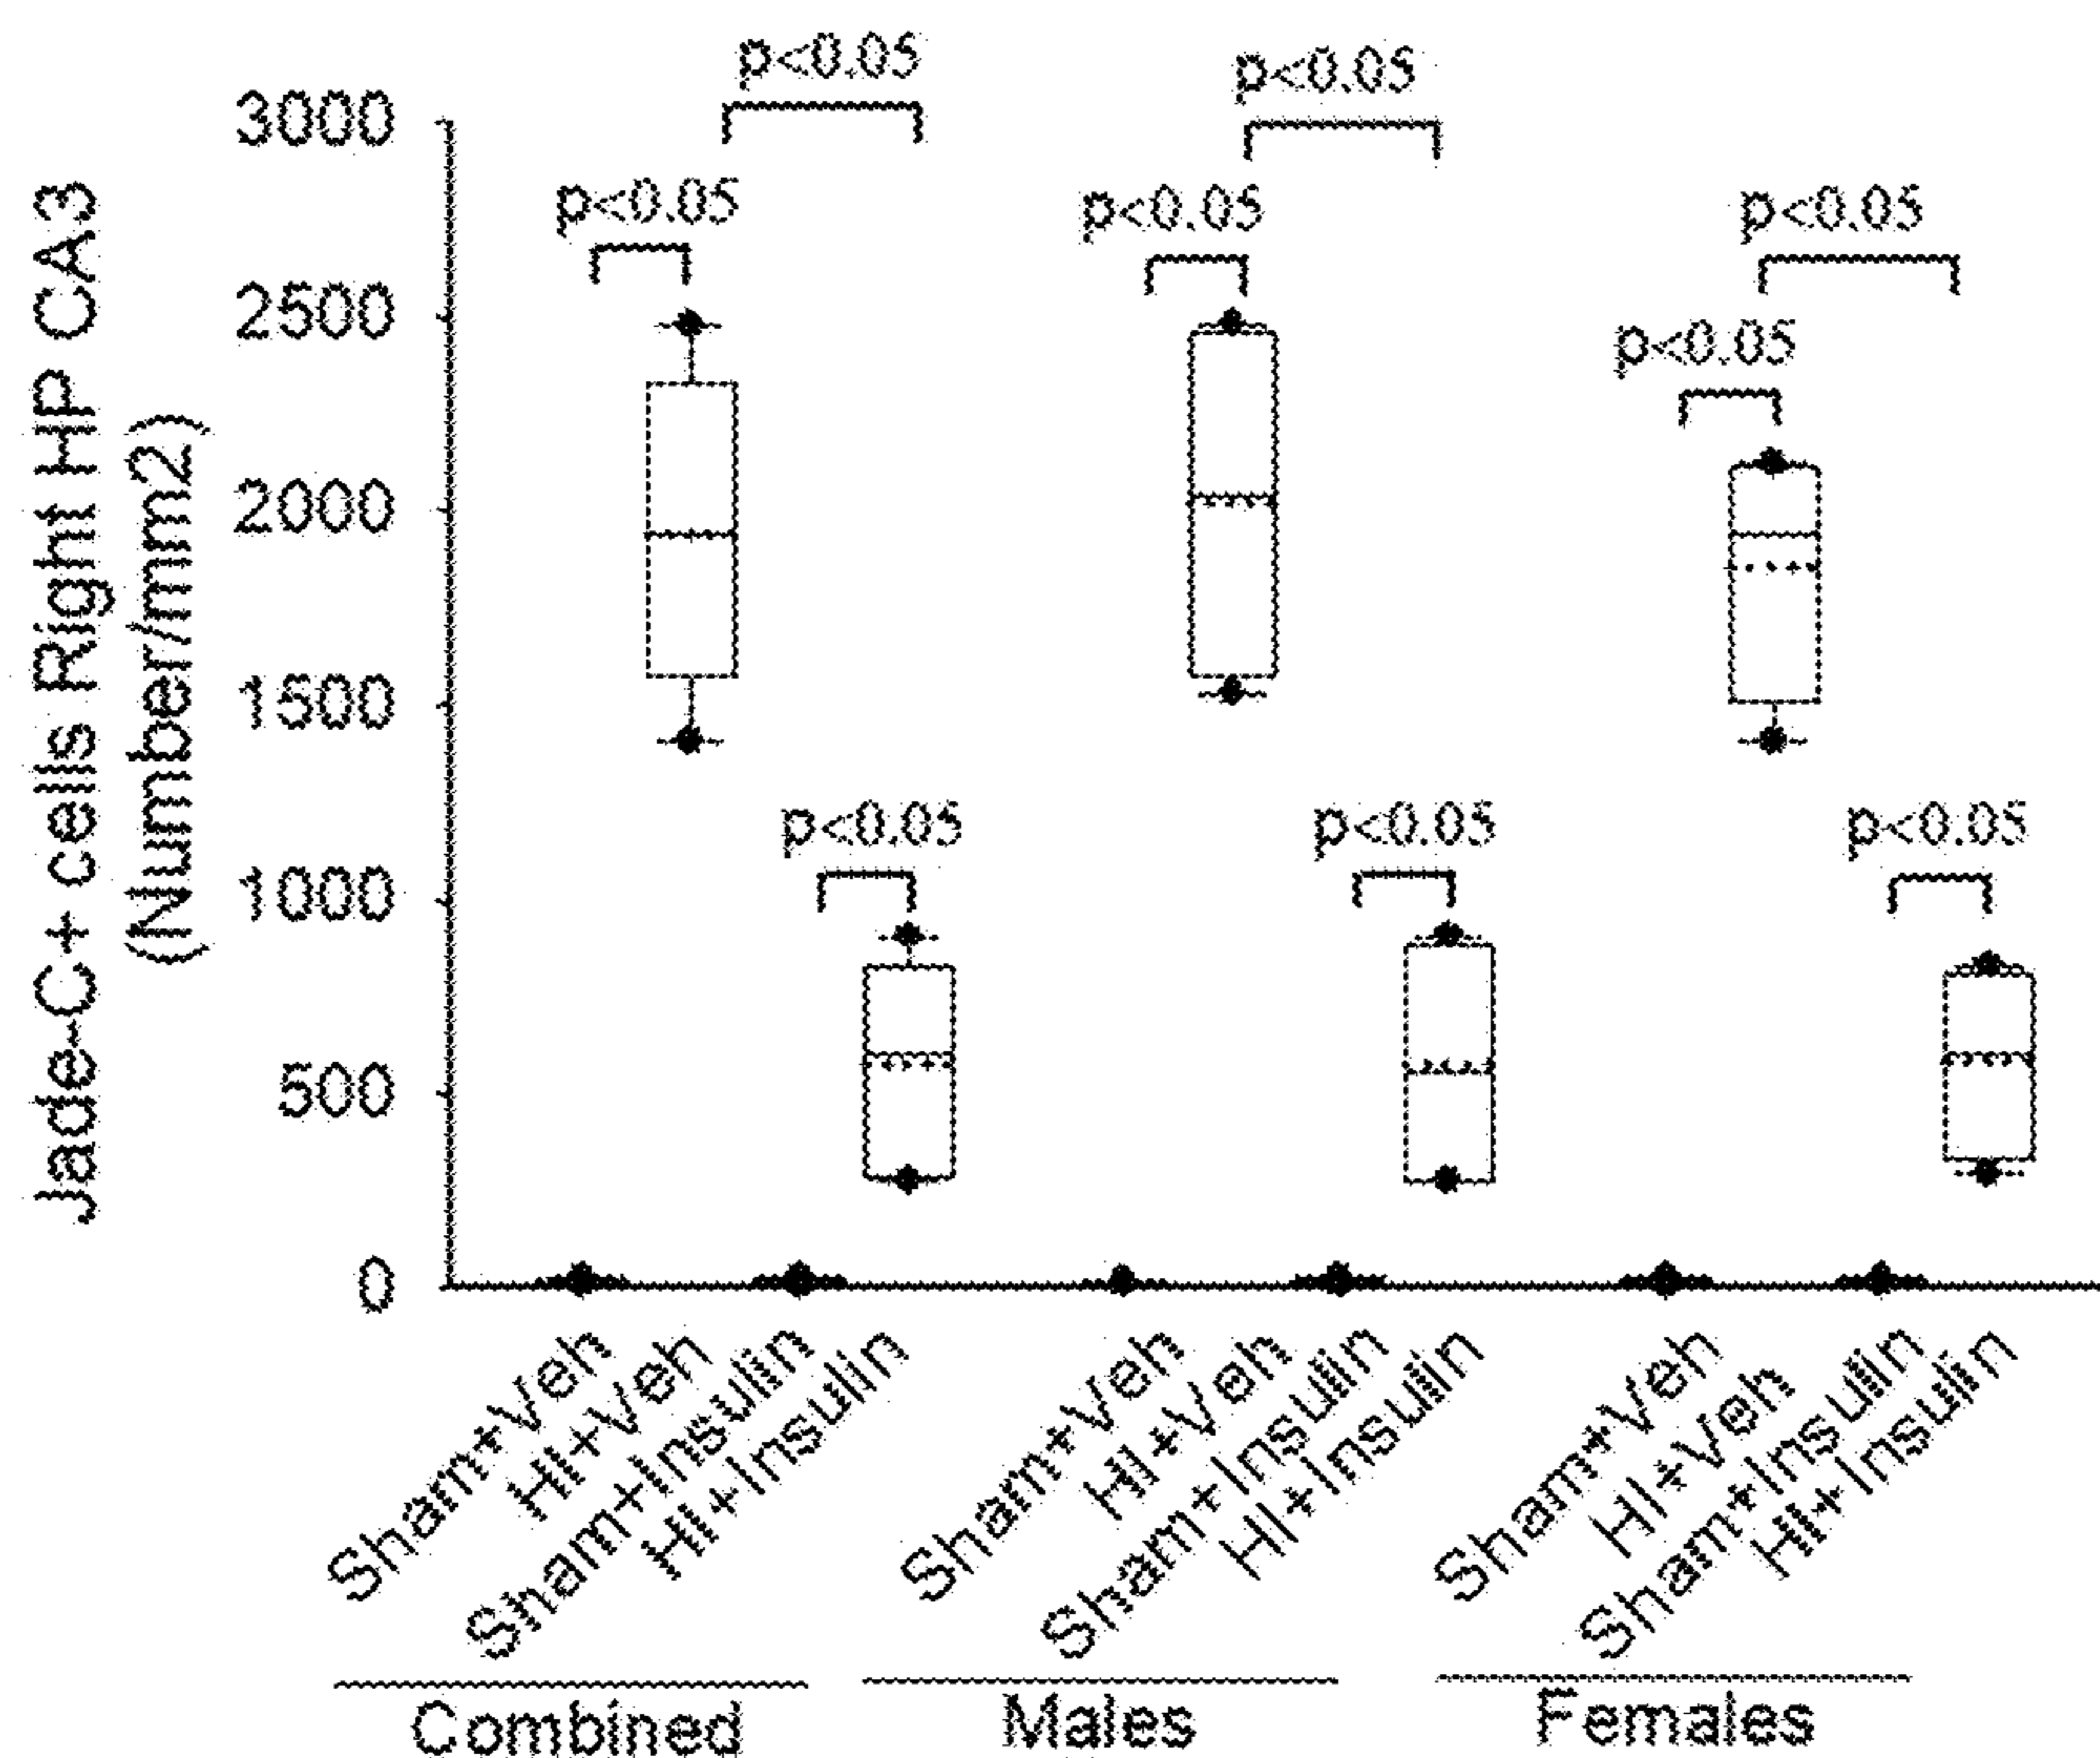 Jade-C+ cells Right HP CA3
(Number/mm2)
3000
2500
2000
1500
1000
500
0
p<0.05
p<0.05
p<0.05
p<0.05
p<0.05
p<0.05
p<0.05
p<0.05
p<0.05
Sham+Veh
HI+Veh
Sham+Insulin
HI+Insulin
Sham+Veh
HI+Veh
Sham+Insulin
HI+Insulin
Sham+Veh
HI+Veh
Sham+Insulin
HI+Insulin
Combined
Males
Females